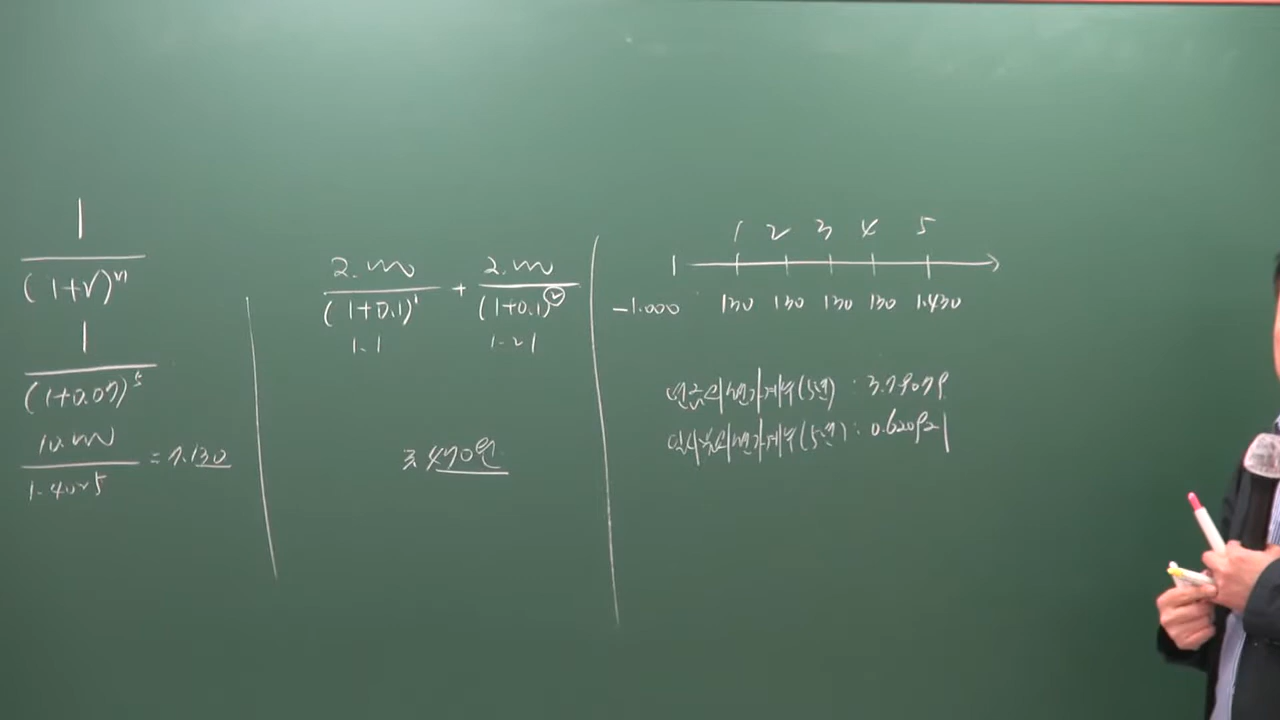 1
(1+r)ⁿ
1
(1+0.07)⁵
10.000
1.4025
= 7.130
2.000
(1+0.1)¹
1.1
+
2.000
(1+0.1)²
1.21
3.470원
1 2 3 4 5
-1.000 130 130 130 130 1.430
연금의현가계수(5년) : 3.79079
일시불의현가계수(5년) : 0.62092